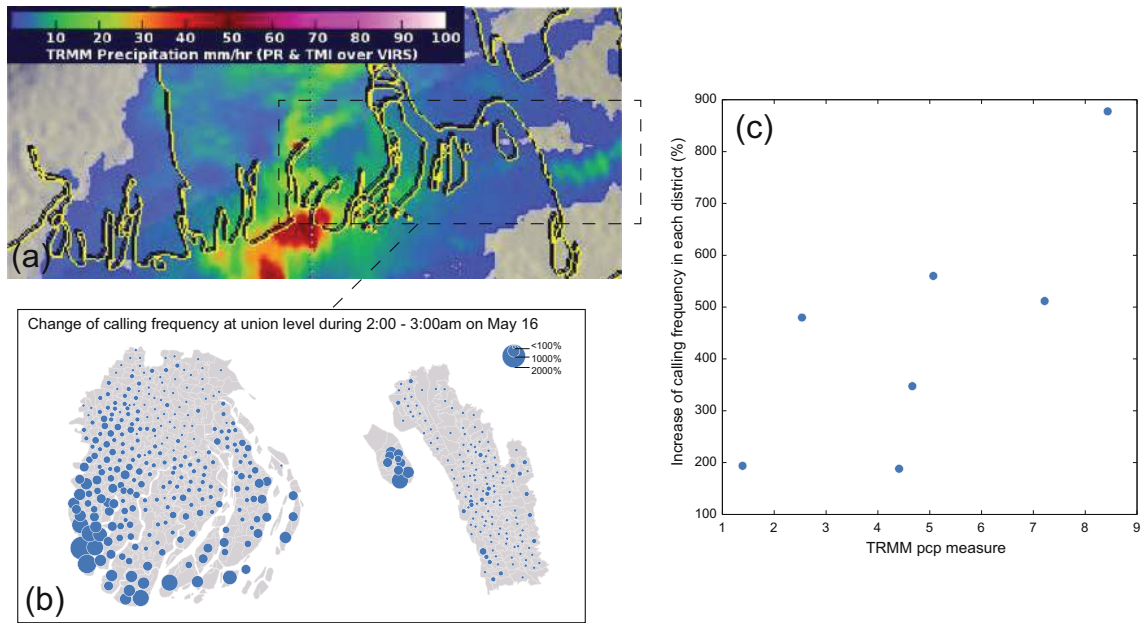 10 20 30 40 50 60 70 80 90 100
TRMM Precipitation mm/hr (PR & TMI over VIRS)
(a)
Change of calling frequency at union level during 2:00 - 3:00am on May 16
<100%
1000%
2000%
(b)
(c)
Increase of calling frequency in each district (%)
900
800
700
600
500
400
300
200
100
1 2 3 4 5 6 7 8 9
TRMM pcp measure